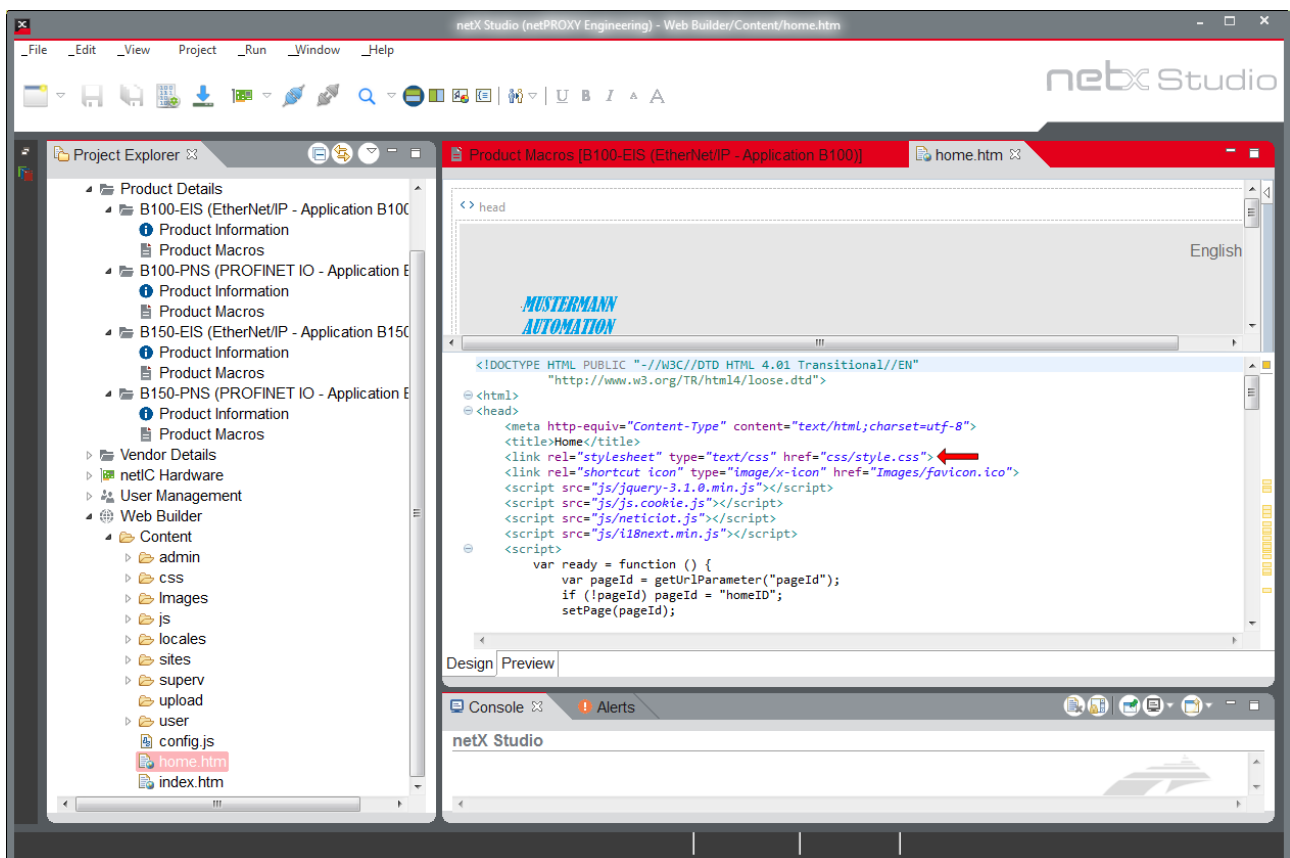 netX Studio (netPROXY Engineering) - Web Builder/Content/home.htm
_File _Edit _View Project _Run _Window _Help
netX Studio
Project Explorer
Product Details
B100-EIS (EtherNet/IP - Application B100
Product Information
Product Macros
B100-PNS (PROFINET IO - Application B
Product Information
Product Macros
B150-EIS (EtherNet/IP - Application B150
Product Information
Product Macros
B150-PNS (PROFINET IO - Application B
Product Information
Product Macros
Vendor Details
netIC Hardware
User Management
Web Builder
Content
admin
css
Images
js
locales
sites
superv
upload
user
config.js
home.htm
index.htm
Product Macros [B100-EIS (EtherNet/IP - Application B100)]
home.htm
<> head
English
MUSTERMANN
AUTOMATION
<!DOCTYPE HTML PUBLIC "-//W3C//DTD HTML 4.01 Transitional//EN"
"http://www.w3.org/TR/html4/loose.dtd">
<html>
<head>
<meta http-equiv="Content-Type" content="text/html;charset=utf-8">
<title>Home</title>
<link rel="stylesheet" type="text/css" href="css/style.css">
<link rel="shortcut icon" type="image/x-icon" href="Images/favicon.ico">
<script src="js/jquery-3.1.0.min.js"></script>
<script src="js/js.cookie.js"></script>
<script src="js/neticiot.js"></script>
<script src="js/i18next.min.js"></script>
<script>
var ready = function () {
var pageId = getUrlParameter("pageId");
if (!pageId) pageId = "homeID";
setPage(pageId);
Design Preview
Console
Alerts
netX Studio